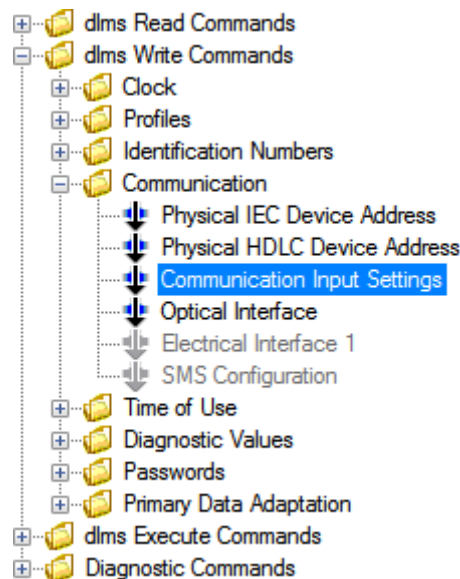 dlms Read Commands
dlms Write Commands
Clock
Profiles
Identification Numbers
Communication
Physical IEC Device Address
Physical HDLC Device Address
Communication Input Settings
Optical Interface
Electrical Interface 1
SMS Configuration
Time of Use
Diagnostic Values
Passwords
Primary Data Adaptation
dlms Execute Commands
Diagnostic Commands